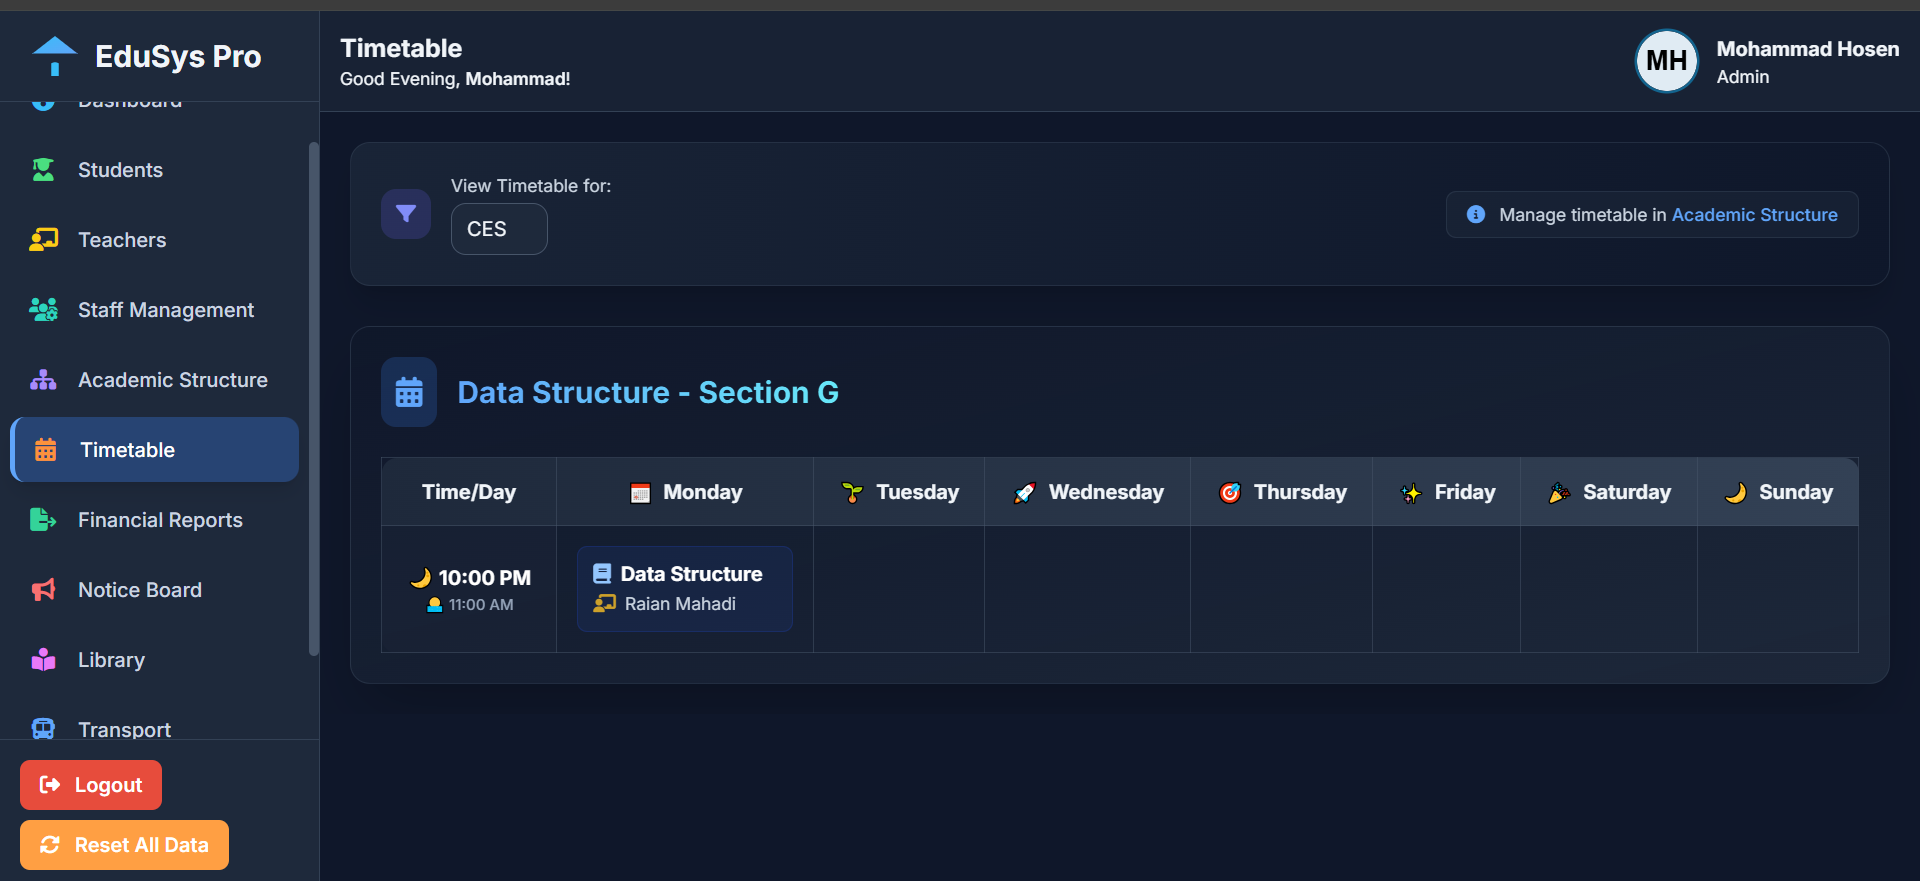 EduSys Pro
Dashboard
Students
Teachers
Staff Management
Academic Structure
Timetable
Financial Reports
Notice Board
Library
Transport
Logout
Reset All Data
Timetable
Good Evening, Mohammad!
MH
Mohammad Hosen
Admin
View Timetable for:
CES
Manage timetable in Academic Structure
Data Structure - Section G
Time/Day Monday Tuesday Wednesday Thursday Friday Saturday Sunday
10:00 PM
11:00 AM
Data Structure
Raian Mahadi